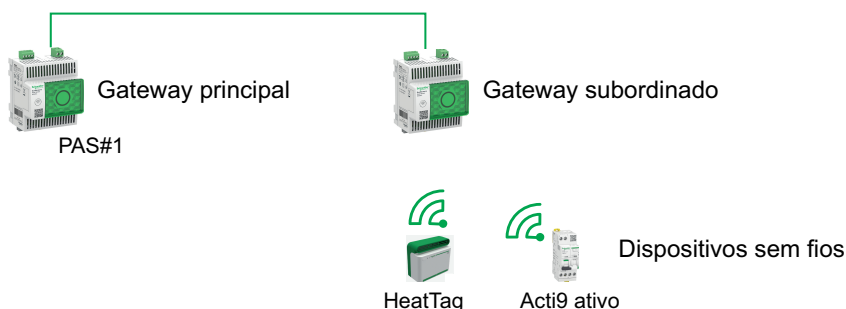 Gateway principal
Gateway subordinado
PAS#1
Dispositivos sem fios
HeatTag
Acti9 ativo